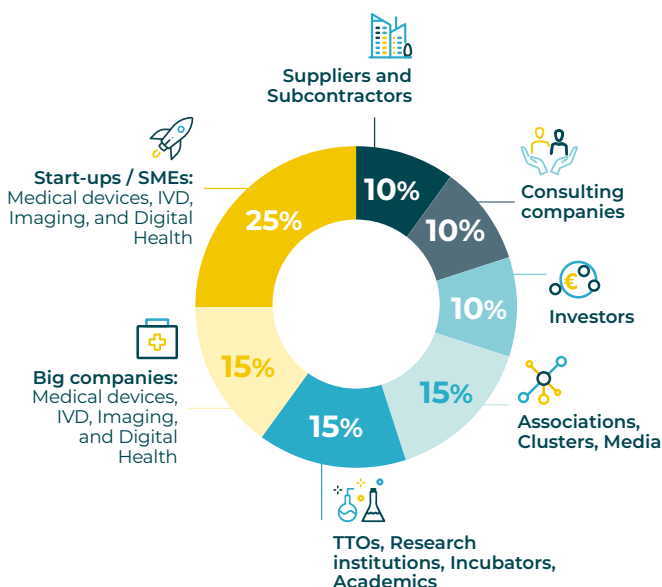 Suppliers and
Subcontractors
10%
Consulting
companies
10%
Investors
10%
Associations,
Clusters, Media
15%
TTOs, Research
institutions, Incubators,
Academics
15%
Big companies:
Medical devices,
IVD, Imaging,
and Digital
Health
15%
Start-ups / SMEs:
Medical devices, IVD,
Imaging, and Digital
Health
25%
€